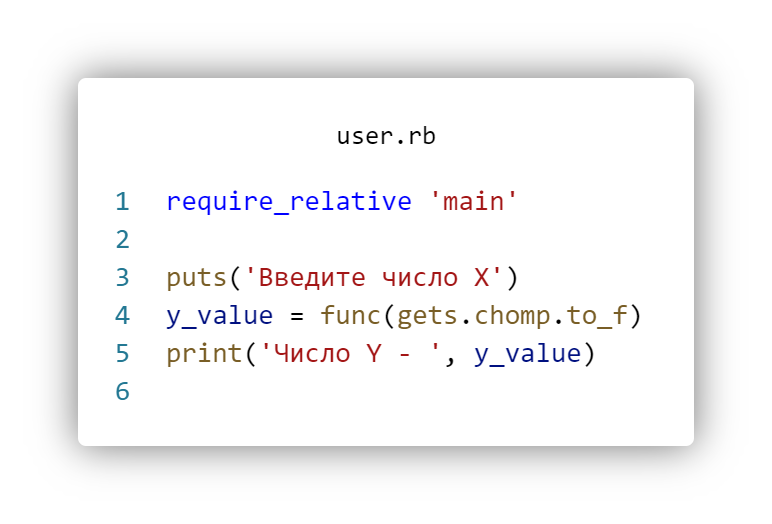 user.rb
1 require_relative 'main'
2
3 puts('Введите число X')
4 y_value = func(gets.chomp.to_f)
5 print('Число Y - ', y_value)
6